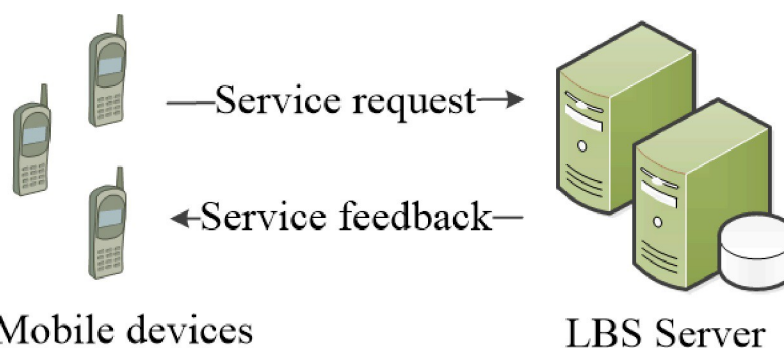 Service request
Service feedback
Mobile devices
LBS Server